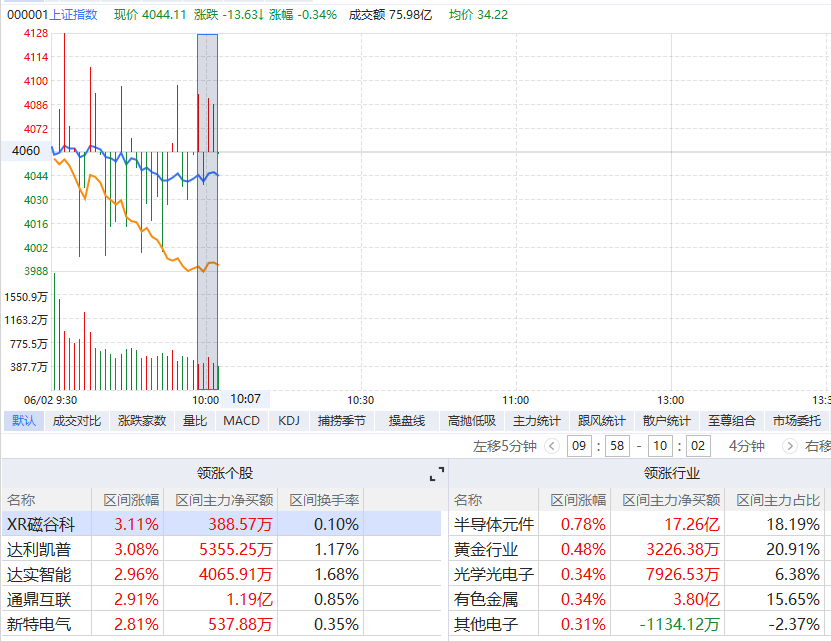 000001上证指数 现价 4044.11 涨跌 -13.63↓ 涨幅 -0.34% 成交额 75.98亿 均价 34.22
4128
4114
4100
4086
4072
4060
4044
4030
4016
4002
3988
1550.9万
1163.2万
775.5万
387.7万
06/02 9:30 10:00 10:07 10:30 11:00 13:00 13:3
默认 成交对比 涨跌家数 量比 MACD KDJ 捕捞季节 操盘线 高抛低吸 主力统计 跟风统计 散户统计 至尊组合 市场委托
左移5分钟 09 : 58 - 10 : 02 4分钟 右移
领涨个股 领涨行业
名称 区间涨幅 区间主力净买额 区间换手率 名称 区间涨幅 区间主力净买额 区间主力占比
XR磁谷科 3.11% 388.57万 0.10% 半导体元件 0.78% 17.26亿 18.19%
达利凯普 3.08% 5355.25万 1.17% 黄金行业 0.48% 3226.38万 20.91%
达实智能 2.96% 4065.91万 1.68% 光学光电子 0.34% 7926.53万 6.38%
通鼎互联 2.91% 1.19亿 0.85% 有色金属 0.34% 3.80亿 15.65%
新特电气 2.81% 537.88万 0.35% 其他电子 0.31% -1134.12万 -2.37%